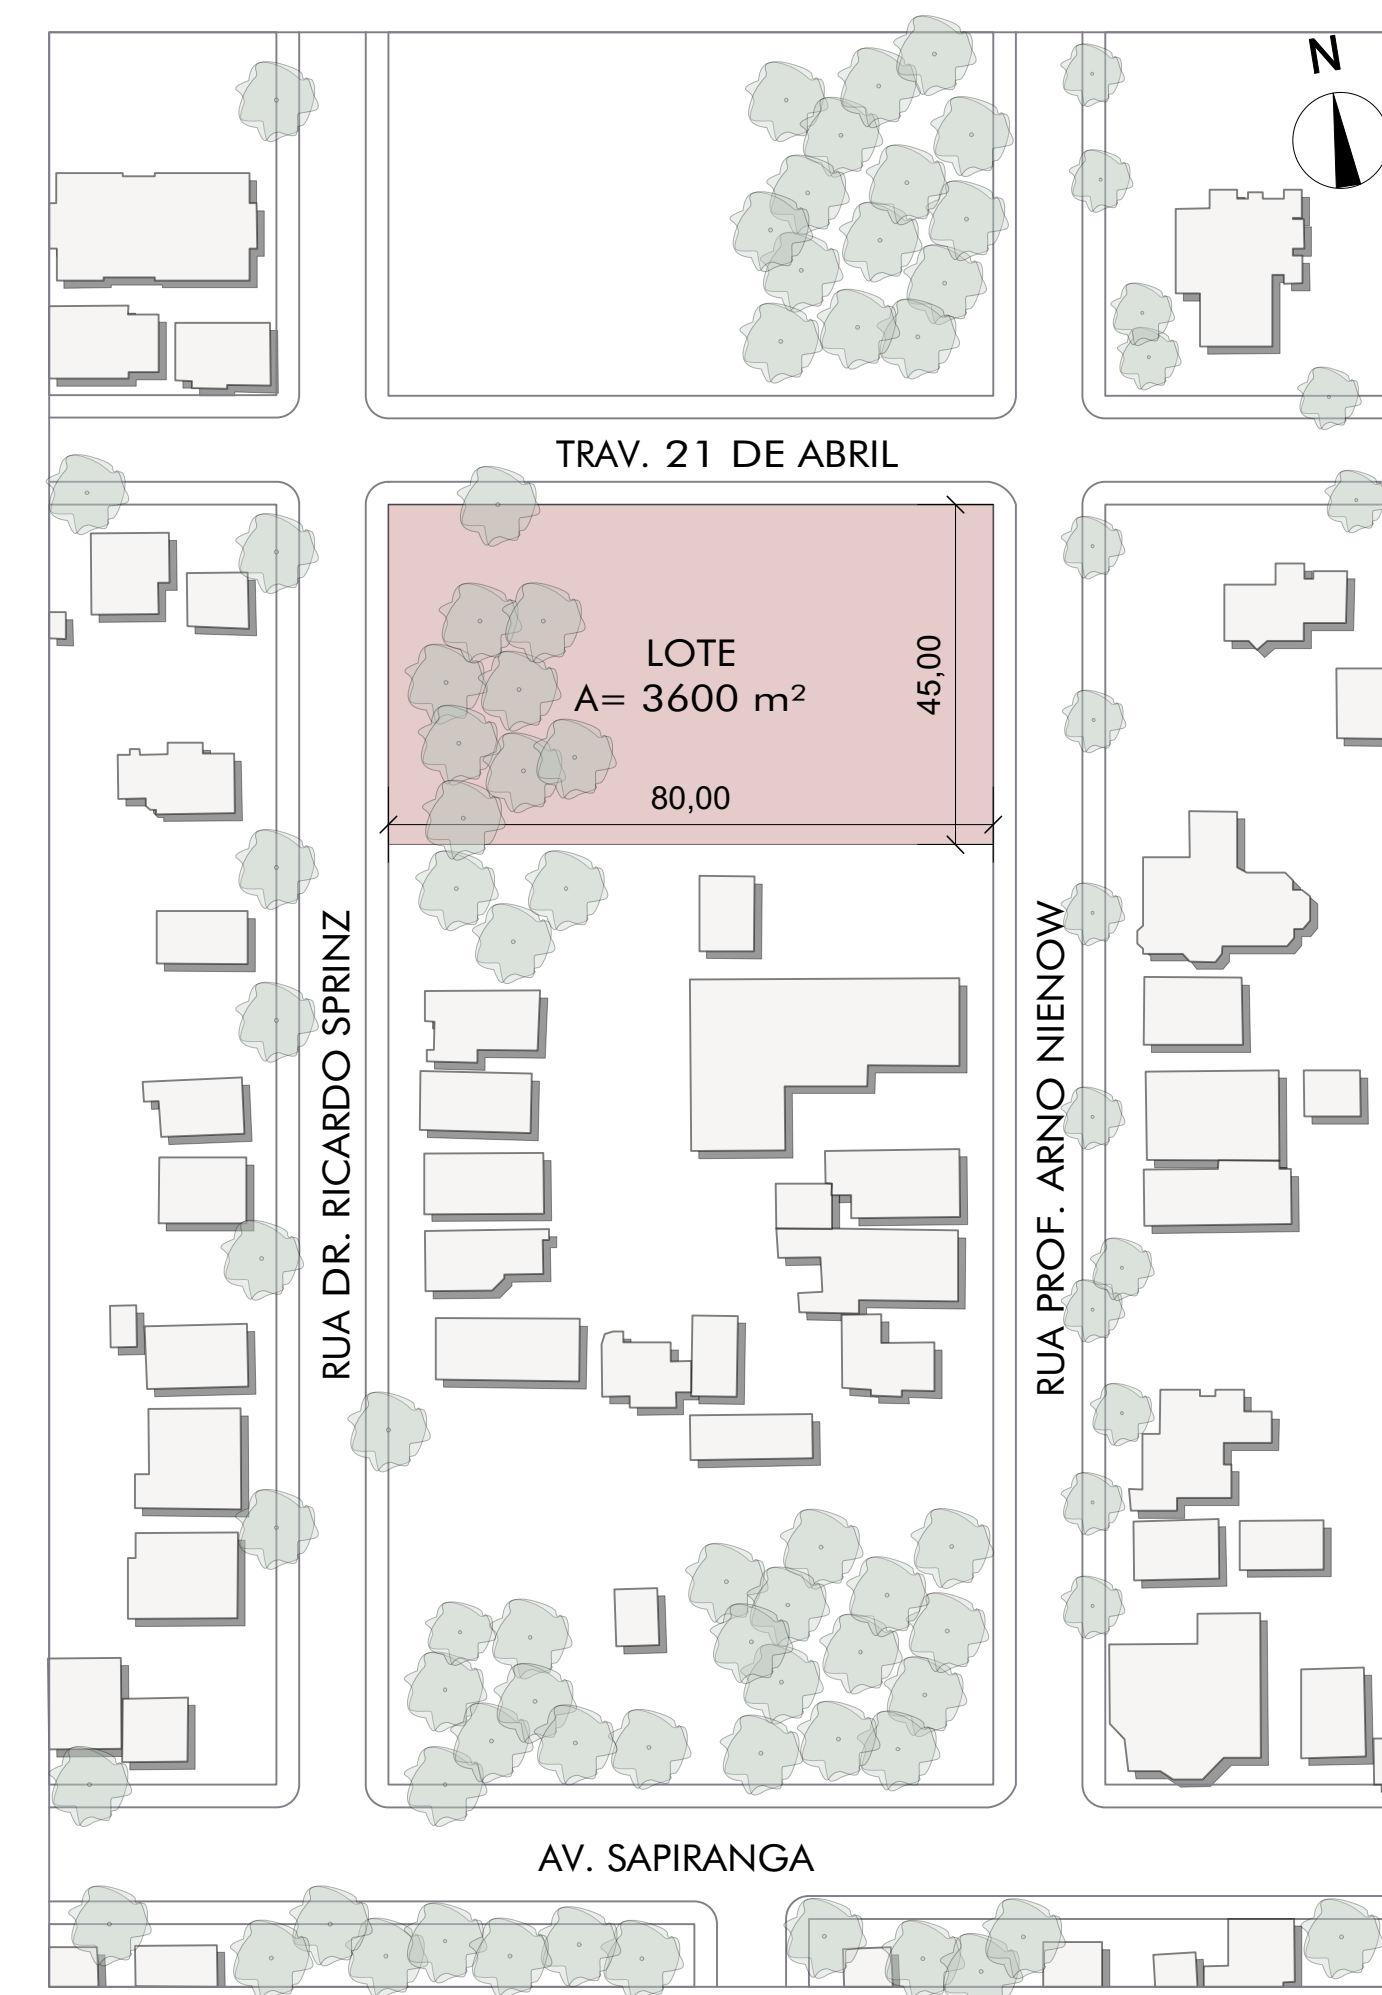 N
TRAV. 21 DE ABRIL
LOTE
A= 3600 m²
45,00
80,00
RUA DR. RICARDO SPRINZ
RUA PROF. ARNO NIENOW
AV. SAPIRANGA